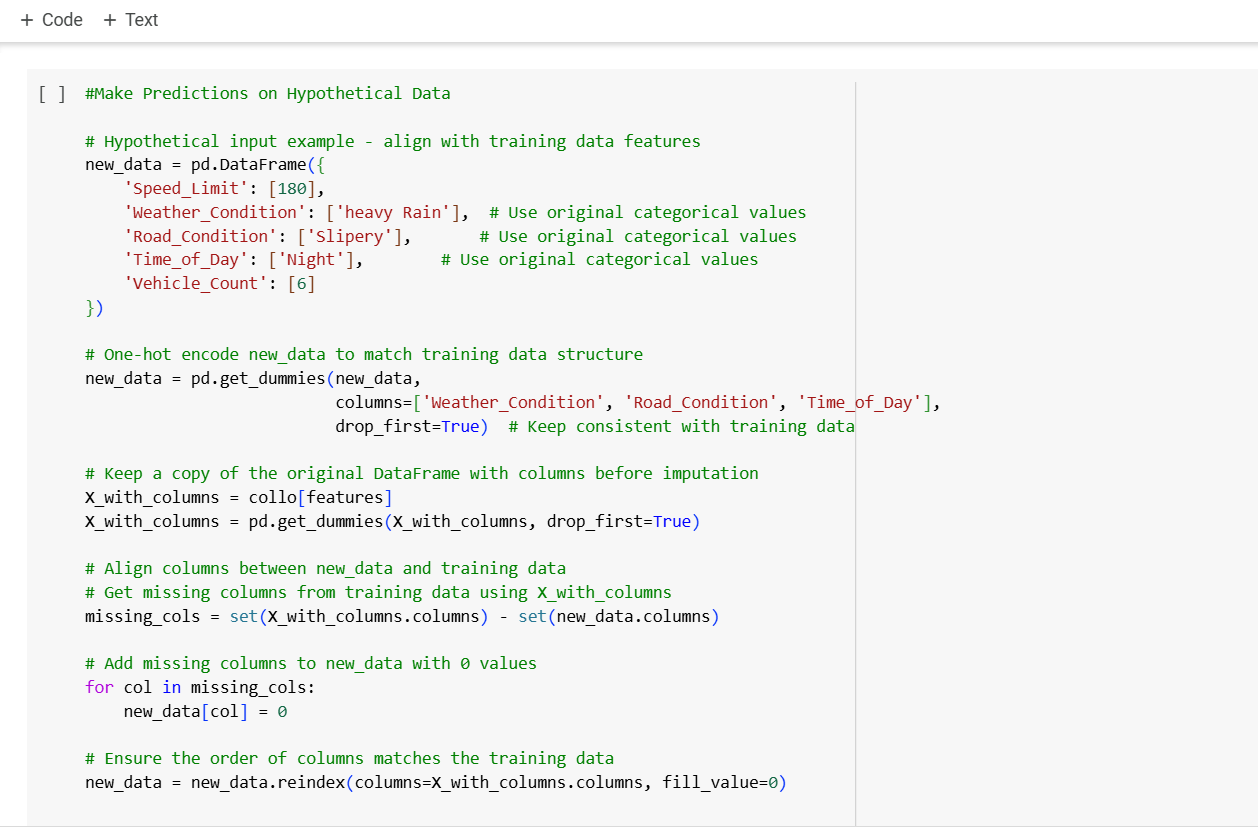 + Code + Text
[ ] #Make Predictions on Hypothetical Data
# Hypothetical input example - align with training data features
new_data = pd.DataFrame({
    'Speed_Limit': [180],
    'Weather_Condition': ['heavy Rain'],  # Use original categorical values
    'Road_Condition': ['Slipery'],       # Use original categorical values
    'Time_of_Day': ['Night'],        # Use original categorical values
    'Vehicle_Count': [6]
})
# One-hot encode new_data to match training data structure
new_data = pd.get_dummies(new_data,
                          columns=['Weather_Condition', 'Road_Condition', 'Time_of_Day'],
                          drop_first=True)  # Keep consistent with training data
# Keep a copy of the original DataFrame with columns before imputation
X_with_columns = collo[features]
X_with_columns = pd.get_dummies(X_with_columns, drop_first=True)
# Align columns between new_data and training data
# Get missing columns from training data using X_with_columns
missing_cols = set(X_with_columns.columns) - set(new_data.columns)
# Add missing columns to new_data with 0 values
for col in missing_cols:
    new_data[col] = 0
# Ensure the order of columns matches the training data
new_data = new_data.reindex(columns=X_with_columns.columns, fill_value=0)